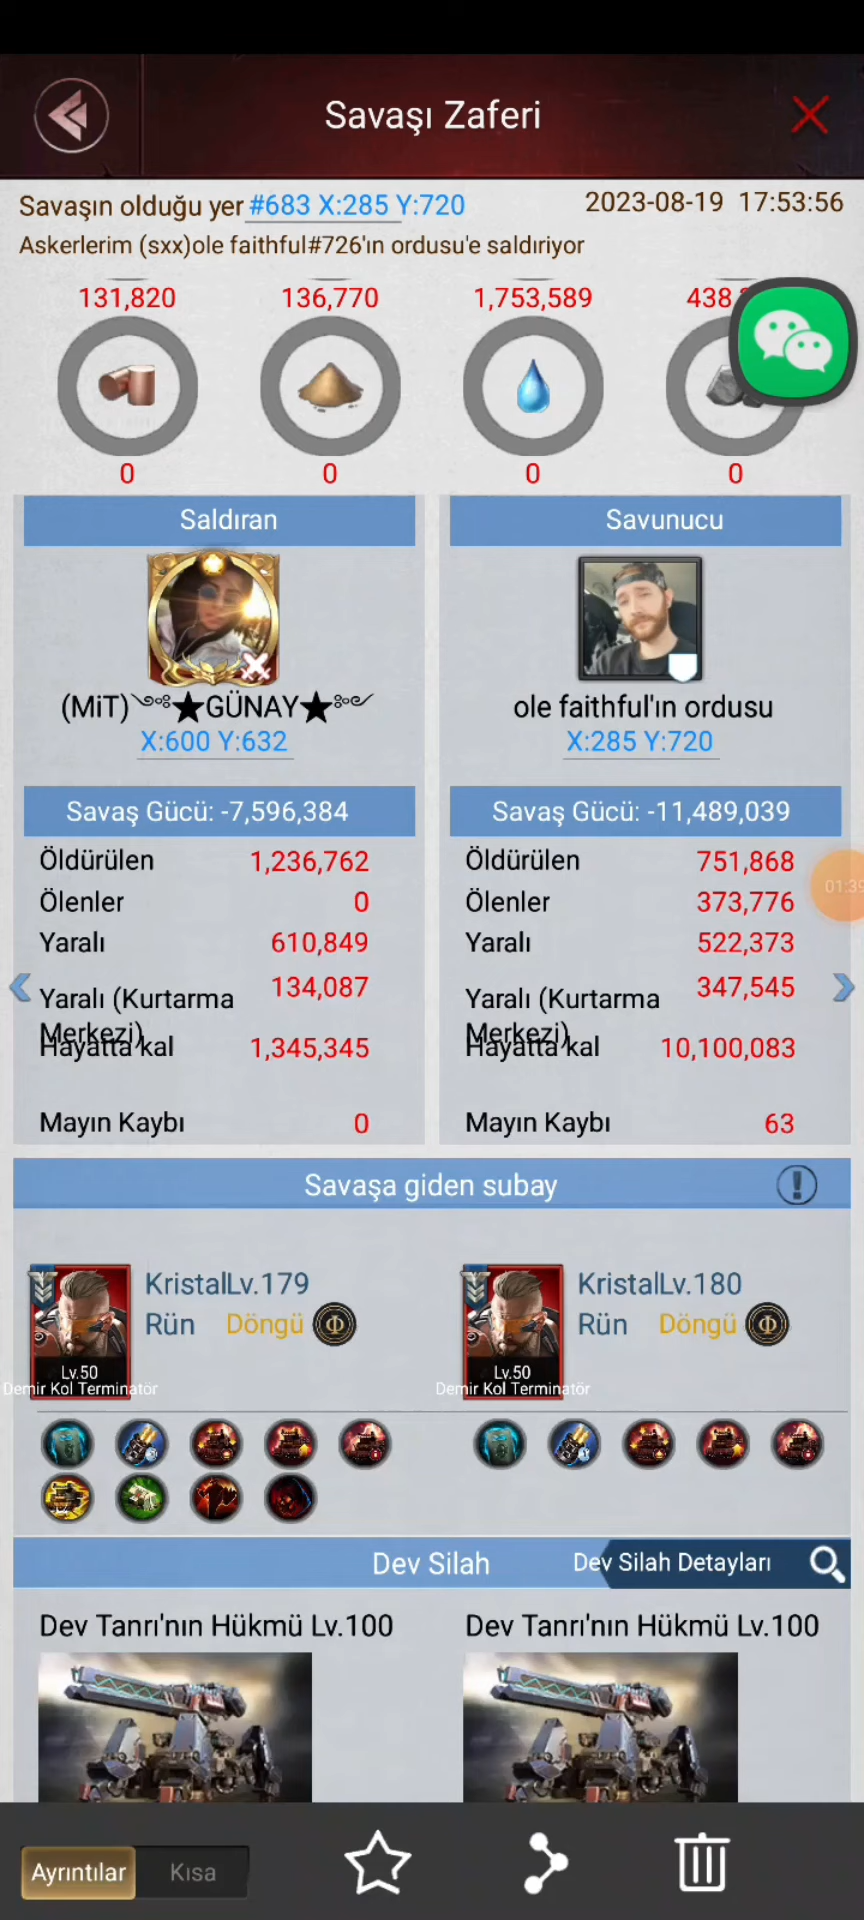 Savaşı Zaferi
Savaşın olduğu yer #683 X:285 Y:720 2023-08-19 17:53:56
Askerlerim (sxx)ole faithful#726'ın ordusu'e saldırıyor
131,820 136,770 1,753,589 438,
0 0 0 0
Saldıran Savunucu
(MiT)༺★GÜNAY★༻ ole faithful'ın ordusu
X:600 Y:632 X:285 Y:720
Savaş Gücü: -7,596,384 Savaş Gücü: -11,489,039
Öldürülen 1,236,762 Öldürülen 751,868
Ölenler 0 Ölenler 373,776
01:39
Yaralı 610,849 Yaralı 522,373
Yaralı (Kurtarma Merkezi) 134,087 Yaralı (Kurtarma Merkezi) 347,545
Hayatta kal 1,345,345 Hayatta kal 10,100,083
Mayın Kaybı 0 Mayın Kaybı 63
Savaşa giden subay
KristalLv.179 KristalLv.180
Rün Döngü Rün Döngü
Lv.50 Lv.50
Demir Kol Terminatör Demir Kol Terminatör
Dev Silah Dev Silah Detayları
Dev Tanrı'nın Hükmü Lv.100 Dev Tanrı'nın Hükmü Lv.100
Ayrıntılar Kısa